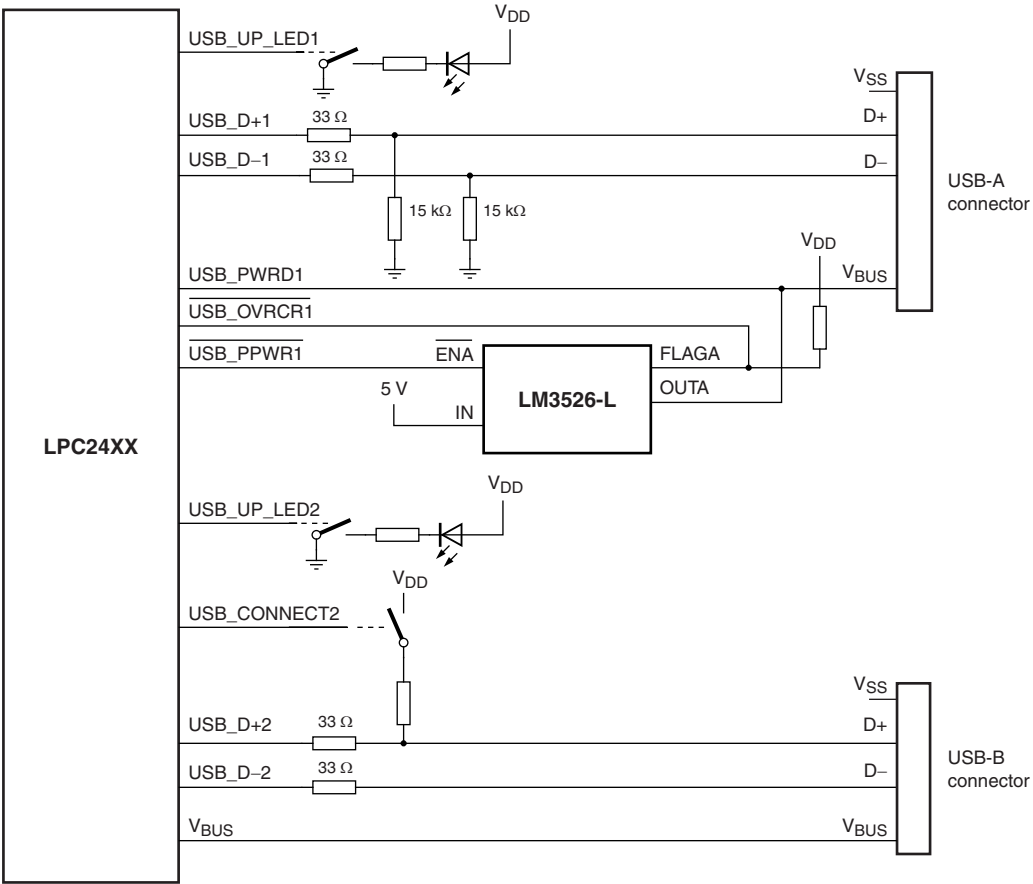 V_DD
USB_UP_LED1
V_SS
USB_D+1
33 Ω
D+
USB_D−1
33 Ω
D−
USB-A
connector
15 kΩ
15 kΩ
V_DD
USB_PWRD1
V_BUS
USB_OVRCR1
USB_PPWR1
ENA
FLAGA
5 V
OUTA
IN
LM3526-L
LPC24XX
V_DD
USB_UP_LED2
V_DD
USB_CONNECT2
V_SS
USB_D+2
33 Ω
D+
USB_D−2
33 Ω
D−
USB-B
connector
V_BUS
V_BUS